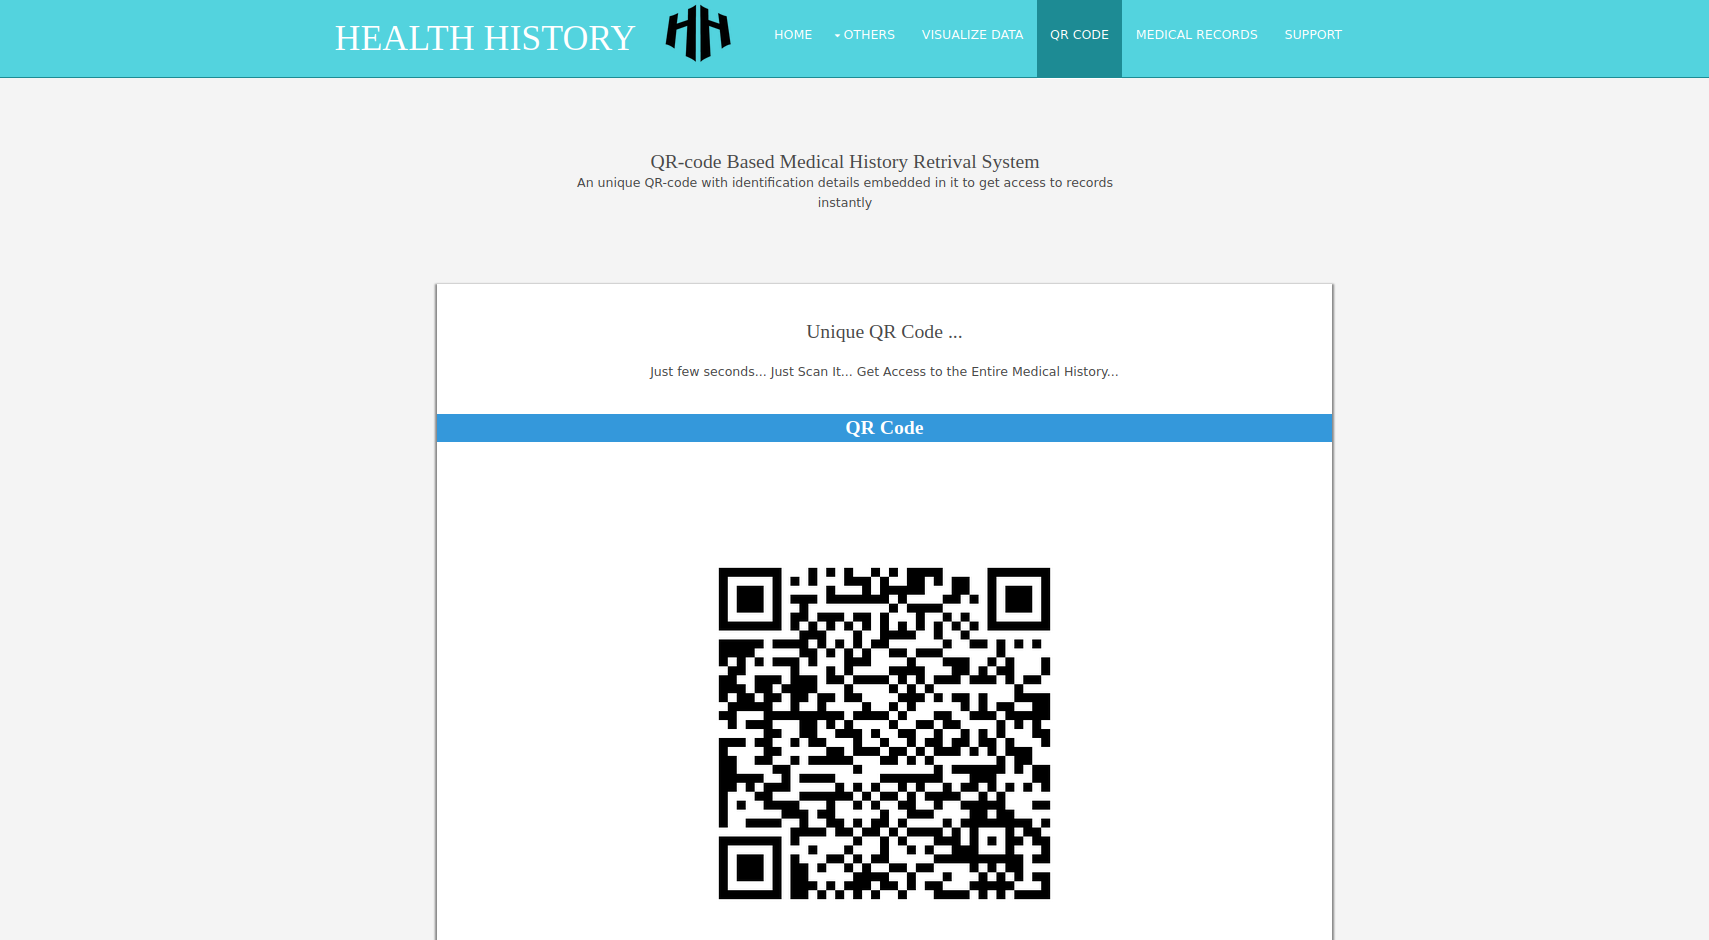 HEALTH HISTORY
HH
HOME OTHERS VISUALIZE DATA QR CODE MEDICAL RECORDS SUPPORT
QR-code Based Medical History Retrival System
An unique QR-code with identification details embedded in it to get access to records
instantly
Unique QR Code ...
Just few seconds... Just Scan It... Get Access to the Entire Medical History...
QR Code